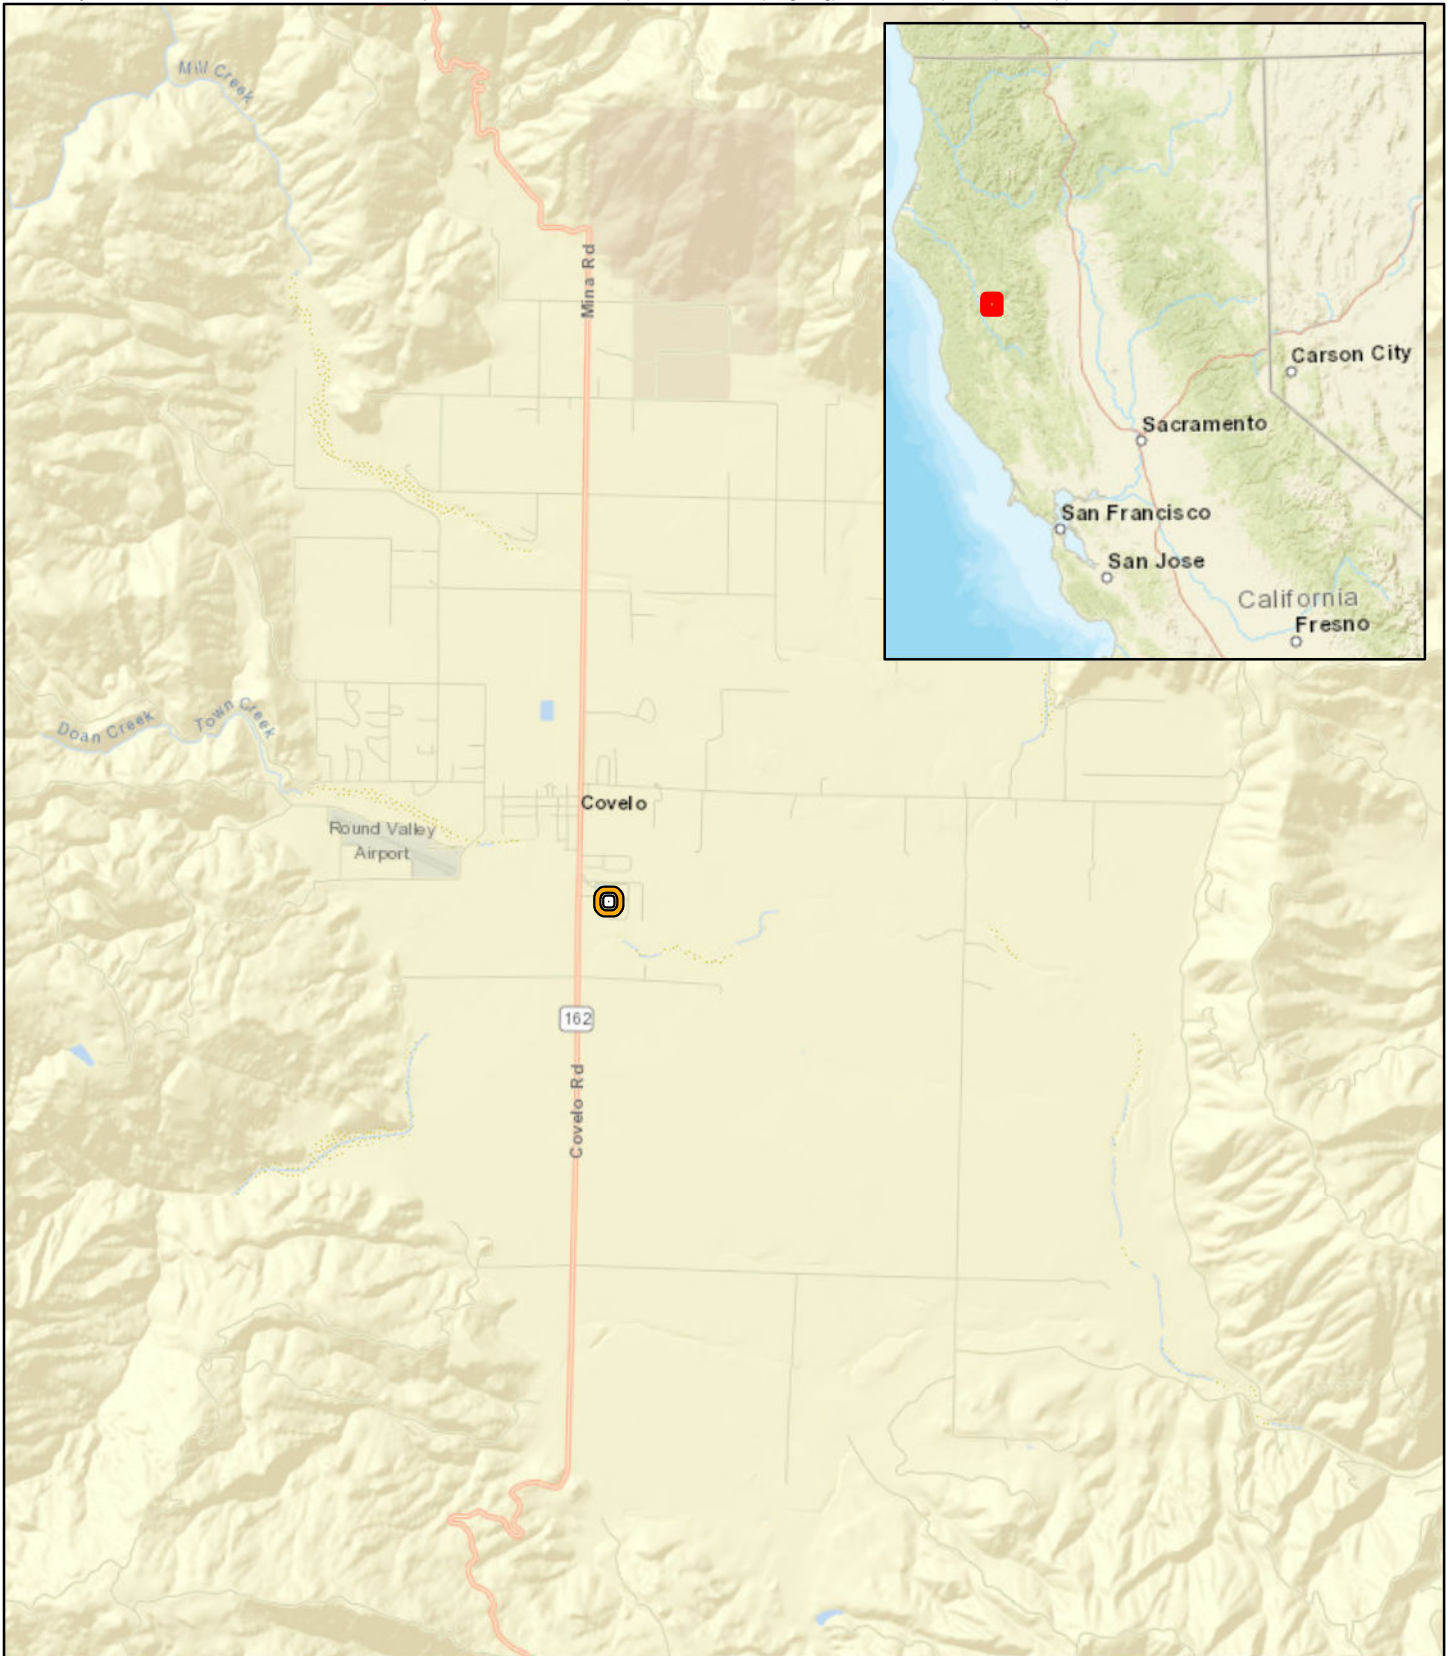 Mill Creek
Mina Rd
Carson City
Sacramento
San Francisco
San Jose
California
Fresno
Doan Creek
Town Creek
Covelo
Round Valley
Airport
162
Covelo Rd